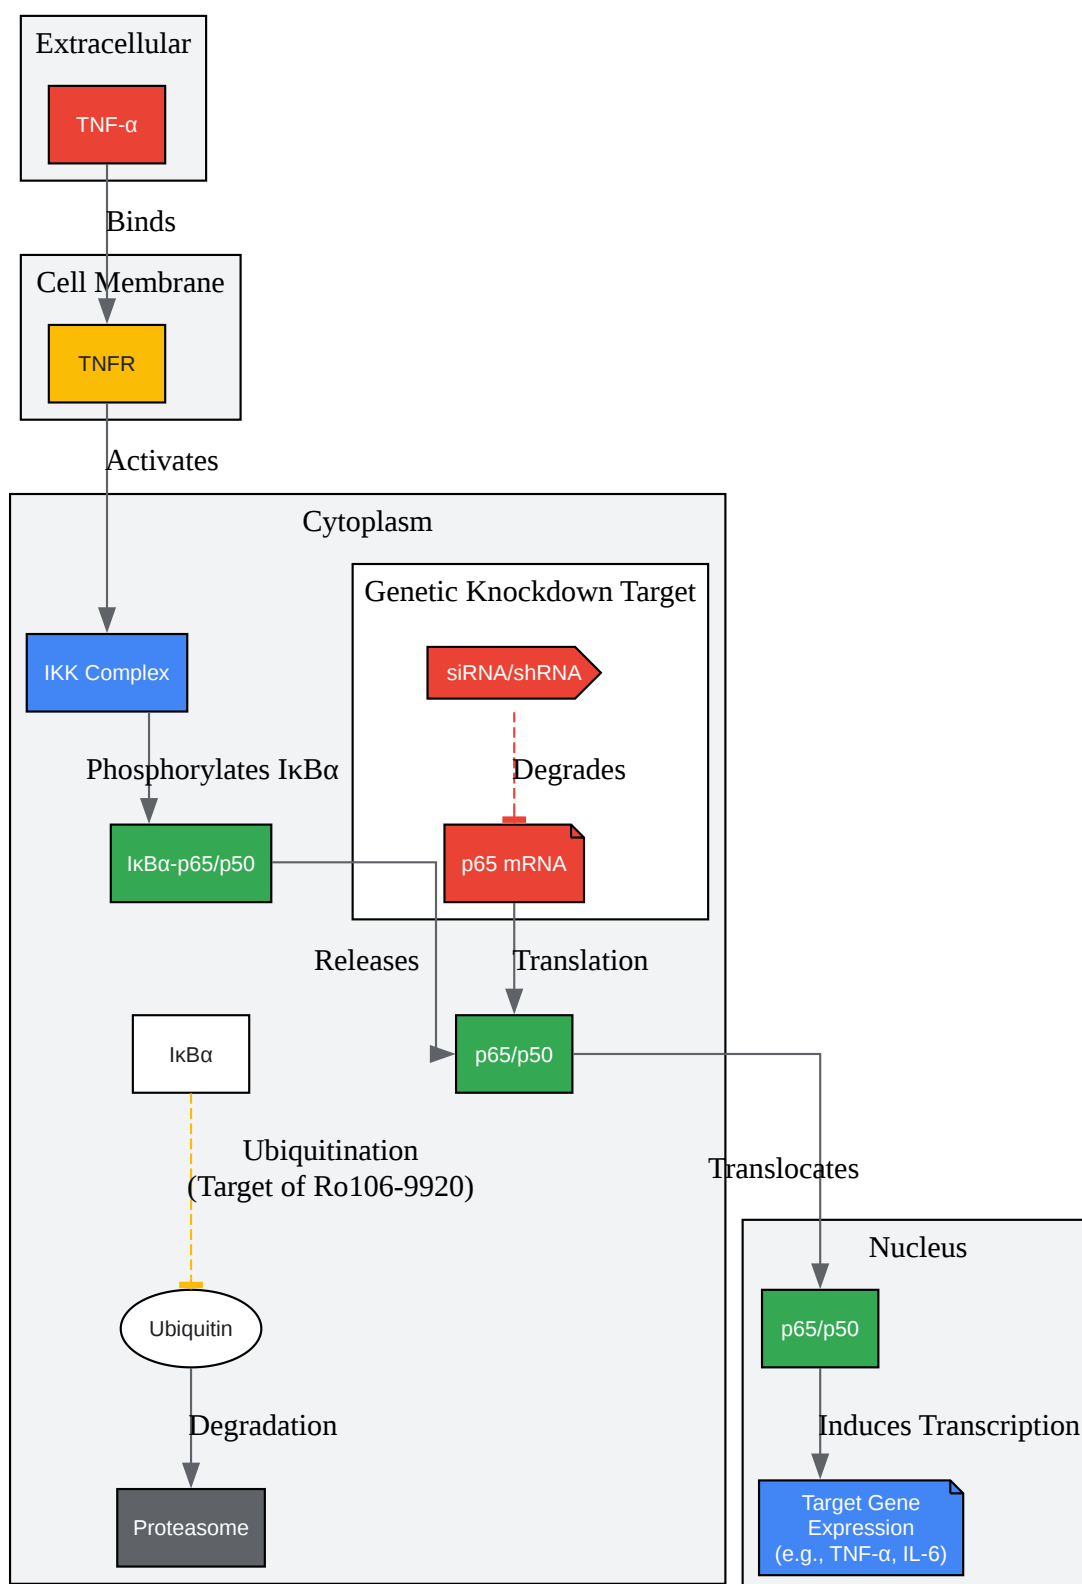 Extracellular
TNF-α
Binds
Cell Membrane
TNFR
Activates
Cytoplasm
Genetic Knockdown Target
IKK Complex
siRNA/shRNA
Phosphorylates IκBα
Degrades
IκBα-p65/p50
p65 mRNA
Releases
Translation
IκBα
p65/p50
Ubiquitination
(Target of Ro106-9920)
Translocates
Nucleus
Ubiquitin
p65/p50
Degradation
Induces Transcription
Proteasome
Target Gene
Expression
(e.g., TNF-α, IL-6)